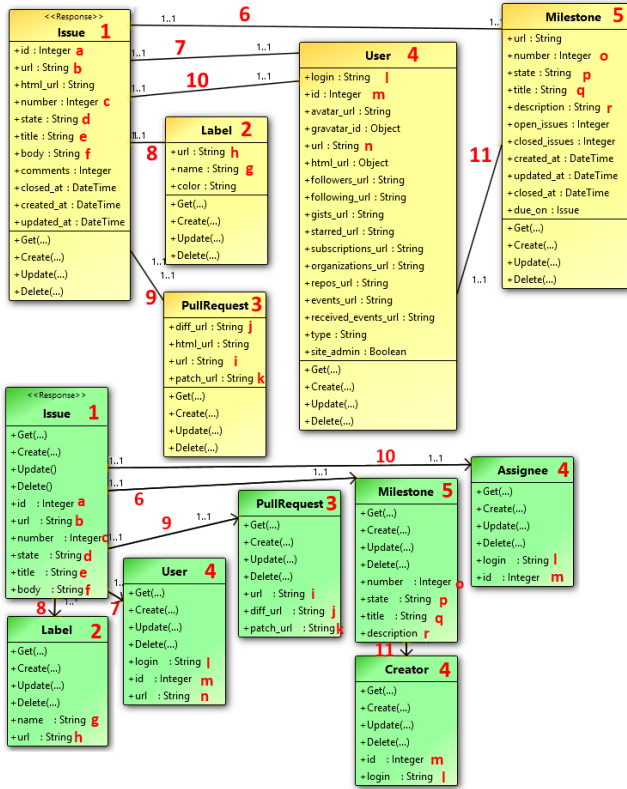 <<Response>>
Issue 1
+id : Integer a
+url : String b
+html_url : String
+number : Integer c
+state : String d
+title : String e
+body : String f
+comments : Integer
+closed_at : DateTime
+created_at : DateTime
+updated_at : DateTime
+Get(...)
+Create(...)
+Update(...)
+Delete(...)
1..1
6
1..1
1..1
7
1..1
1..1
10
1..1
8
9
1..1
Label 2
+url : String h
+name : String g
+color : String
+Get(...)
+Create(...)
+Update(...)
+Delete(...)
PullRequest 3
+diff_url : String j
+html_url : String
+url : String i
+patch_url : String k
+Get(...)
+Create(...)
+Update(...)
+Delete(...)
User 4
+login : String l
+id : Integer m
+avatar_url : String
+gravatar_id : Object
+url : String n
+html_url : Object
+followers_url : String
+following_url : String
+gists_url : String
+starred_url : String
+subscriptions_url : String
+organizations_url : String
+repos_url : String
+events_url : String
+received_events_url : String
+type : String
+site_admin : Boolean
+Get(...)
+Create(...)
+Update(...)
+Delete(...)
11
1..1
1..1
Milestone 5
+url : String
+number : Integer o
+state : String p
+title : String q
+description : String r
+open_issues : Integer
+closed_issues : Integer
+created_at : DateTime
+updated_at : DateTime
+closed_at : DateTime
+due_on : Issue
+Get(...)
+Create(...)
+Update(...)
+Delete(...)
<<Response>>
Issue 1
+Get(...)
+Create(...)
+Update()
+Delete()
+id : Integer a
+url : String b
+number : Integer c
+state : String d
+title : String e
+body : String f
1..1
10
1..1
1..1
6
1..1
1..1
9
1..1
7
8
Label 2
+Get(...)
+Create(...)
+Update(...)
+Delete(...)
+name : String g
+url : String h
User 4
+Get(...)
+Create(...)
+Update(...)
+Delete(...)
+login : String l
+id : Integer m
+url : String n
PullRequest 3
+Get(...)
+Create(...)
+Update(...)
+Delete(...)
+url : String i
+diff_url : String j
+patch_url : String k
Milestone 5
+Get(...)
+Create(...)
+Update(...)
+Delete(...)
+number : Integer o
+state : String p
+title : String q
+description r
11
Assignee 4
+Get(...)
+Create(...)
+Update(...)
+Delete(...)
+login : String l
+id : Integer m
Creator 4
+Get(...)
+Create(...)
+Update(...)
+Delete(...)
+id : Integer m
+login : String l